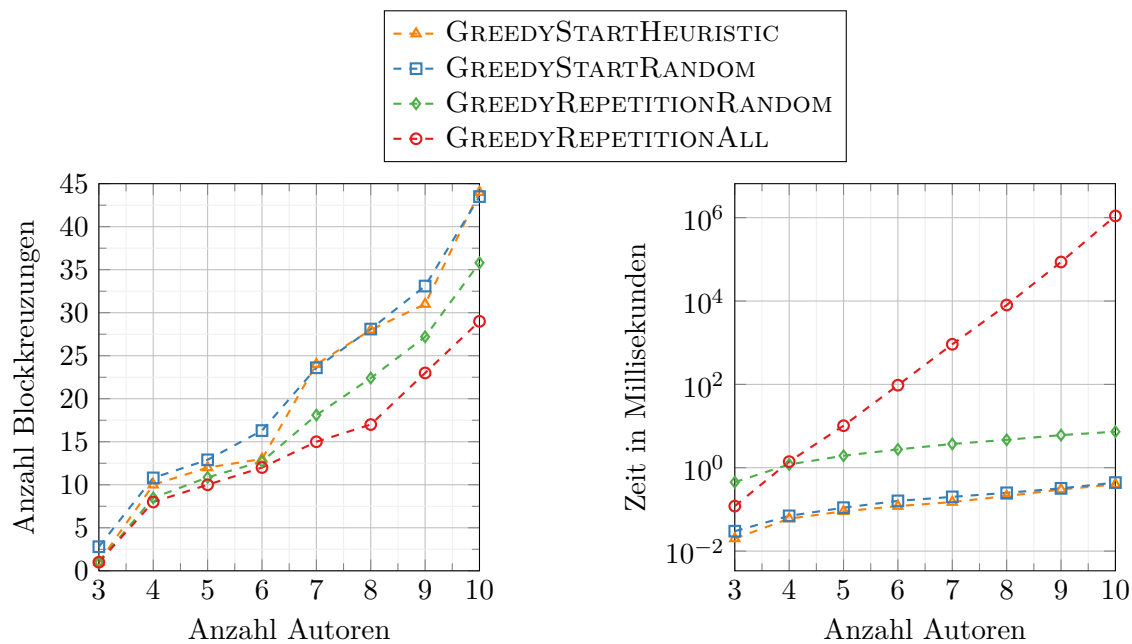 GREEDYSTARTHEURISTIC
GREEDYSTARTRANDOM
GREEDYREPETITIONRANDOM
GREEDYREPETITIONALL
Anzahl Blockkreuzungen
45
40
35
30
25
20
15
10
5
0
3 4 5 6 7 8 9 10
Anzahl Autoren
Zeit in Millisekunden
10^6
10^4
10^2
10^0
10^−2
3 4 5 6 7 8 9 10
Anzahl Autoren